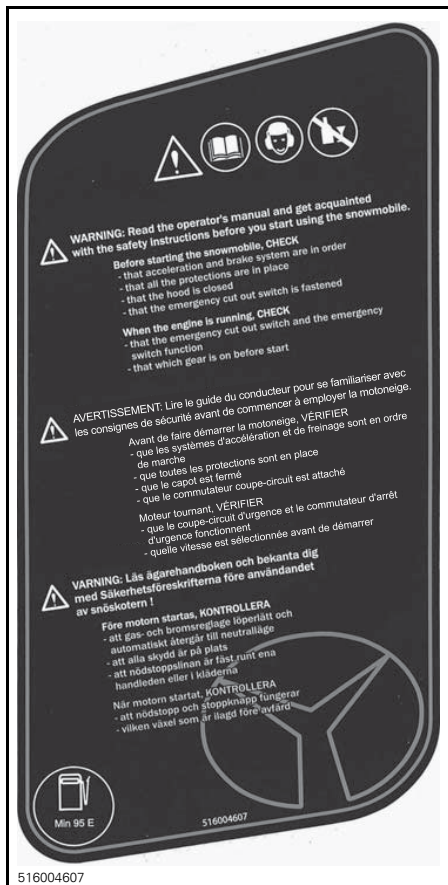 WARNING: Read the operator's manual and get acquainted
with the safety instructions before you start using the snowmobile.
Before starting the snowmobile, CHECK
- that acceleration and brake system are in order
- that all the protections are in place
- that the hood is closed
- that the emergency cut out switch is fastened
When the engine is running, CHECK
- that the emergency cut out switch and the emergency
switch function
- that which gear is on before start
AVERTISSEMENT: Lire le guide du conducteur pour se familiariser avec
les consignes de sécurité avant de commencer à employer la motoneige.
Avant de faire démarrer la motoneige, VÉRIFIER
- que les systèmes d'accélération et de freinage sont en ordre
de marche
- que toutes les protections sont en place
- que le capot est fermé
- que le commutateur coupe-circuit est attaché
Moteur tournant, VÉRIFIER
- que le coupe-circuit d'urgence et le commutateur d'arrêt
d'urgence fonctionnent
- quelle vitesse est sélectionnée avant de démarrer
VARNING: Läs ägarehandboken och bekanta dig
med Säkerhetsföreskrifterna före användandet
av snöskotern !
Före motorn startas, KONTROLLERA
- att gas- och bromsreglage löperlätt och
automatiskt återgår till neutralläge
- att alla skydd är på plats
- att nödstoppslinan är fäst runt ena
handleden eller i kläderna
När motorn startat, KONTROLLERA
- att nödstopp och stoppknapp fungerar
- vilken växel som är ilagd före avfärd
Min 95 E
516004607
516004607